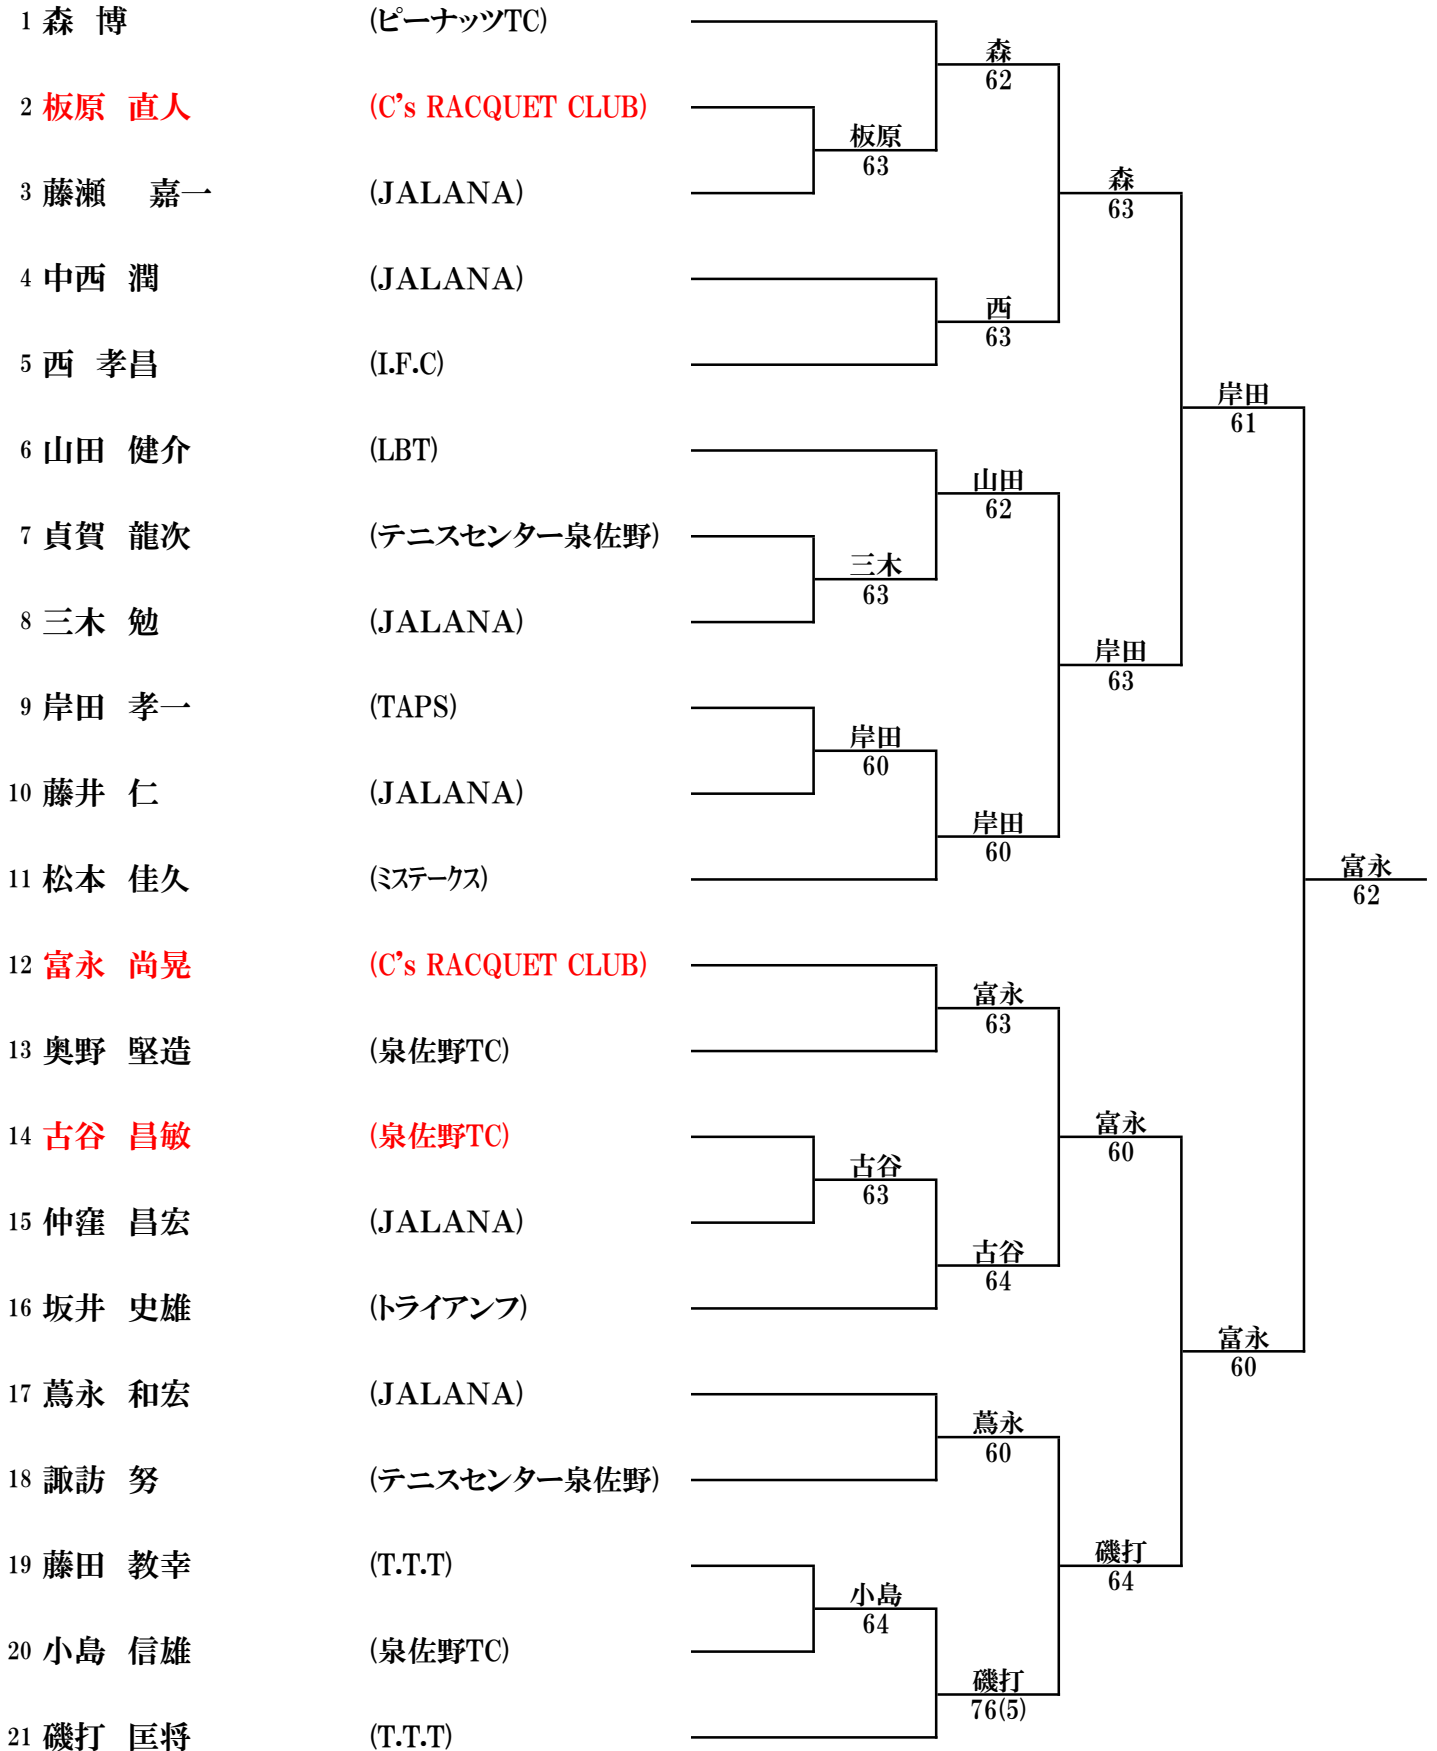 1 森 博 (ピーナッツTC)
森
62
2 板原 直人 (C's RACQUET CLUB)
板原
63
3 藤瀬 嘉一 (JALANA)
森
63
4 中西 潤 (JALANA)
西
63
5 西 孝昌 (I.F.C)
岸田
61
6 山田 健介 (LBT)
山田
62
7 貞賀 龍次 (テニスセンター泉佐野)
三木
63
8 三木 勉 (JALANA)
岸田
63
9 岸田 孝一 (TAPS)
岸田
60
10 藤井 仁 (JALANA)
岸田
60
11 松本 佳久 (ミステークス)
富永
62
12 富永 尚晃 (C's RACQUET CLUB)
富永
63
13 奥野 堅造 (泉佐野TC)
富永
60
14 古谷 昌敏 (泉佐野TC)
古谷
63
15 仲窪 昌宏 (JALANA)
古谷
64
16 坂井 史雄 (トライアンフ)
富永
60
17 蔦永 和宏 (JALANA)
蔦永
60
18 諏訪 努 (テニスセンター泉佐野)
磯打
64
19 藤田 教幸 (T.T.T)
小島
64
20 小島 信雄 (泉佐野TC)
磯打
76(5)
21 磯打 匡将 (T.T.T)